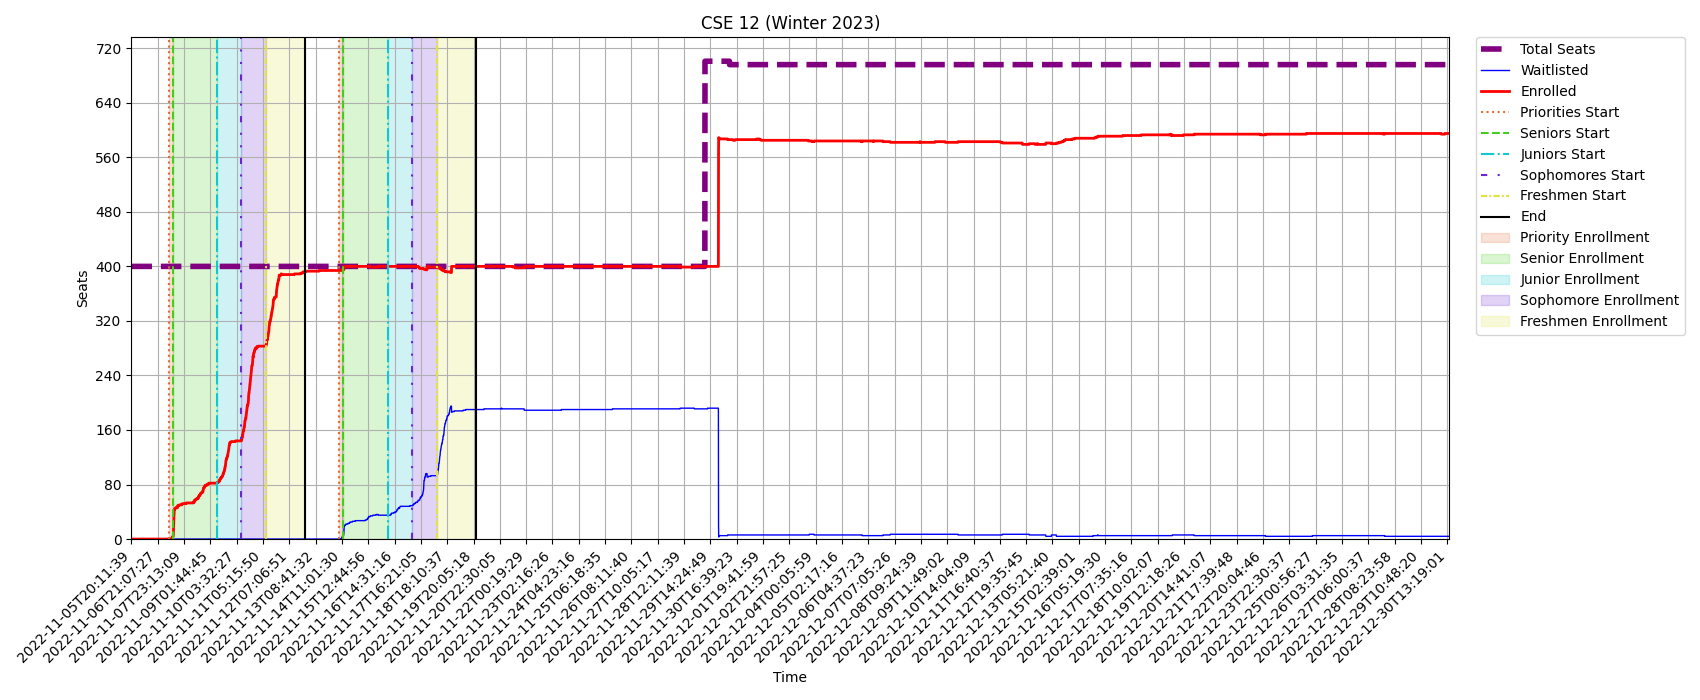 CSE 12 (Winter 2023)
Seats
720
640
560
480
400
320
240
160
80
0
2022-11-05T20:11:39
2022-11-06T21:07:27
2022-11-07T23:13:09
2022-11-09T01:44:45
2022-11-10T03:32:27
2022-11-11T05:15:50
2022-11-12T07:06:51
2022-11-13T08:41:32
2022-11-14T11:01:30
2022-11-15T12:44:56
2022-11-16T14:31:16
2022-11-17T16:21:05
2022-11-18T18:10:37
2022-11-20T20:05:18
2022-11-21T22:30:05
2022-11-22T00:19:28
2022-11-23T02:16:26
2022-11-24T04:23:16
2022-11-25T06:18:35
2022-11-26T08:11:40
2022-11-27T10:05:17
2022-11-28T12:11:39
2022-11-29T14:24:49
2022-11-30T16:39:23
2022-12-01T19:41:59
2022-12-02T21:57:25
2022-12-04T00:05:59
2022-12-05T02:17:16
2022-12-06T04:37:23
2022-12-07T07:05:26
2022-12-08T09:24:39
2022-12-09T11:49:02
2022-12-10T14:04:09
2022-12-11T16:40:37
2022-12-12T19:35:45
2022-12-13T05:21:40
2022-12-15T02:39:01
2022-12-16T05:19:30
2022-12-17T07:35:16
2022-12-18T10:02:07
2022-12-19T12:18:26
2022-12-20T14:41:07
2022-12-21T17:39:48
2022-12-22T20:04:46
2022-12-23T22:30:37
2022-12-25T00:56:27
2022-12-26T03:31:35
2022-12-27T06:00:37
2022-12-28T08:23:58
2022-12-29T10:48:20
2022-12-30T13:19:01
Time
Total Seats
Waitlisted
Enrolled
Priorities Start
Seniors Start
Juniors Start
Sophomores Start
Freshmen Start
End
Priority Enrollment
Senior Enrollment
Junior Enrollment
Sophomore Enrollment
Freshmen Enrollment